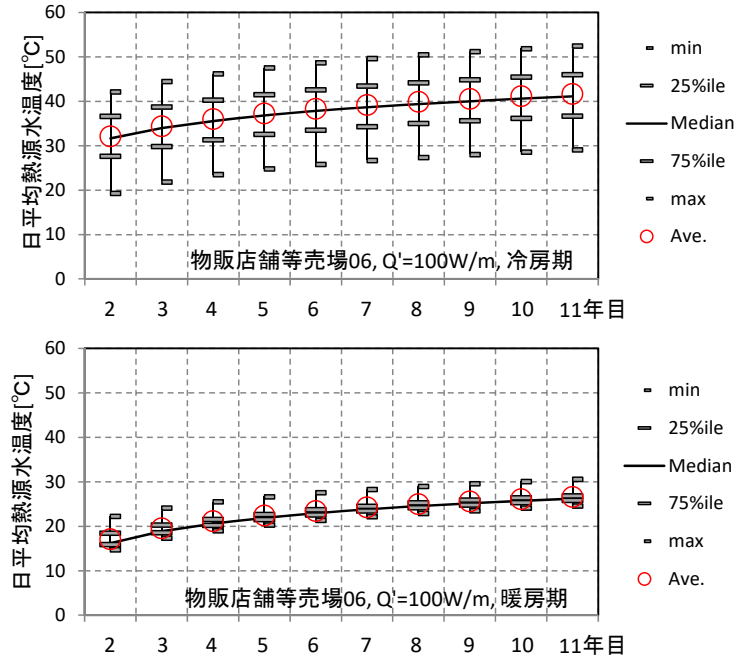 日平均熱源水温度[℃]
60
50
40
30
20
10
0
min
25%ile
Median
75%ile
max
Ave.
物販店舗等売場06, Q'=100W/m, 冷房期
2 3 4 5 6 7 8 9 10 11年目
日平均熱源水温度[℃]
60
50
40
30
20
10
0
min
25%ile
Median
75%ile
max
Ave.
物販店舗等売場06, Q'=100W/m, 暖房期
2 3 4 5 6 7 8 9 10 11年目